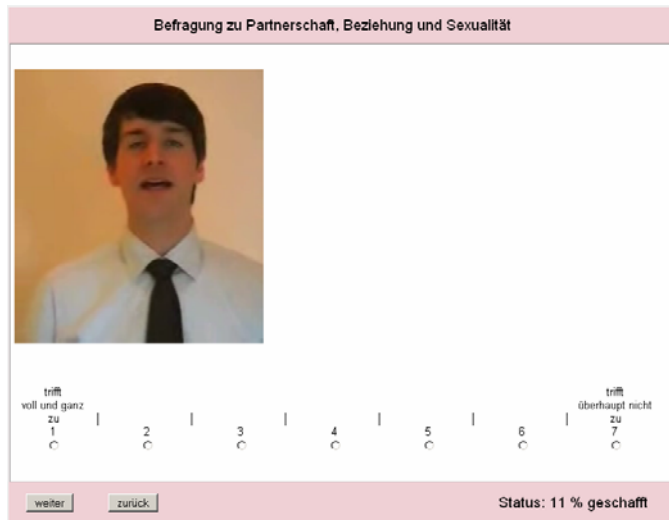 Befragung zu Partnerschaft, Beziehung und Sexualität
trifft
voll und ganz
zu
1 | 2 | 3 | 4 | 5 | 6 | 7
trifft
überhaupt nicht
zu
weiter zurück Status: 11 % geschafft